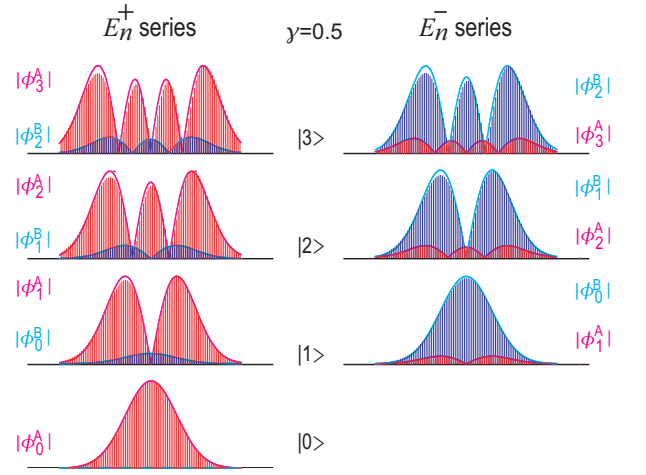 E_n^+ series γ=0.5 E_n^- series
|ϕ_3^A| |ϕ_2^B|
|ϕ_2^B| |3> |ϕ_3^A|
|ϕ_2^A| |ϕ_1^B|
|ϕ_1^B| |2> |ϕ_2^A|
|ϕ_1^A| |ϕ_0^B|
|ϕ_0^B| |1> |ϕ_1^A|
|ϕ_0^A| |0>